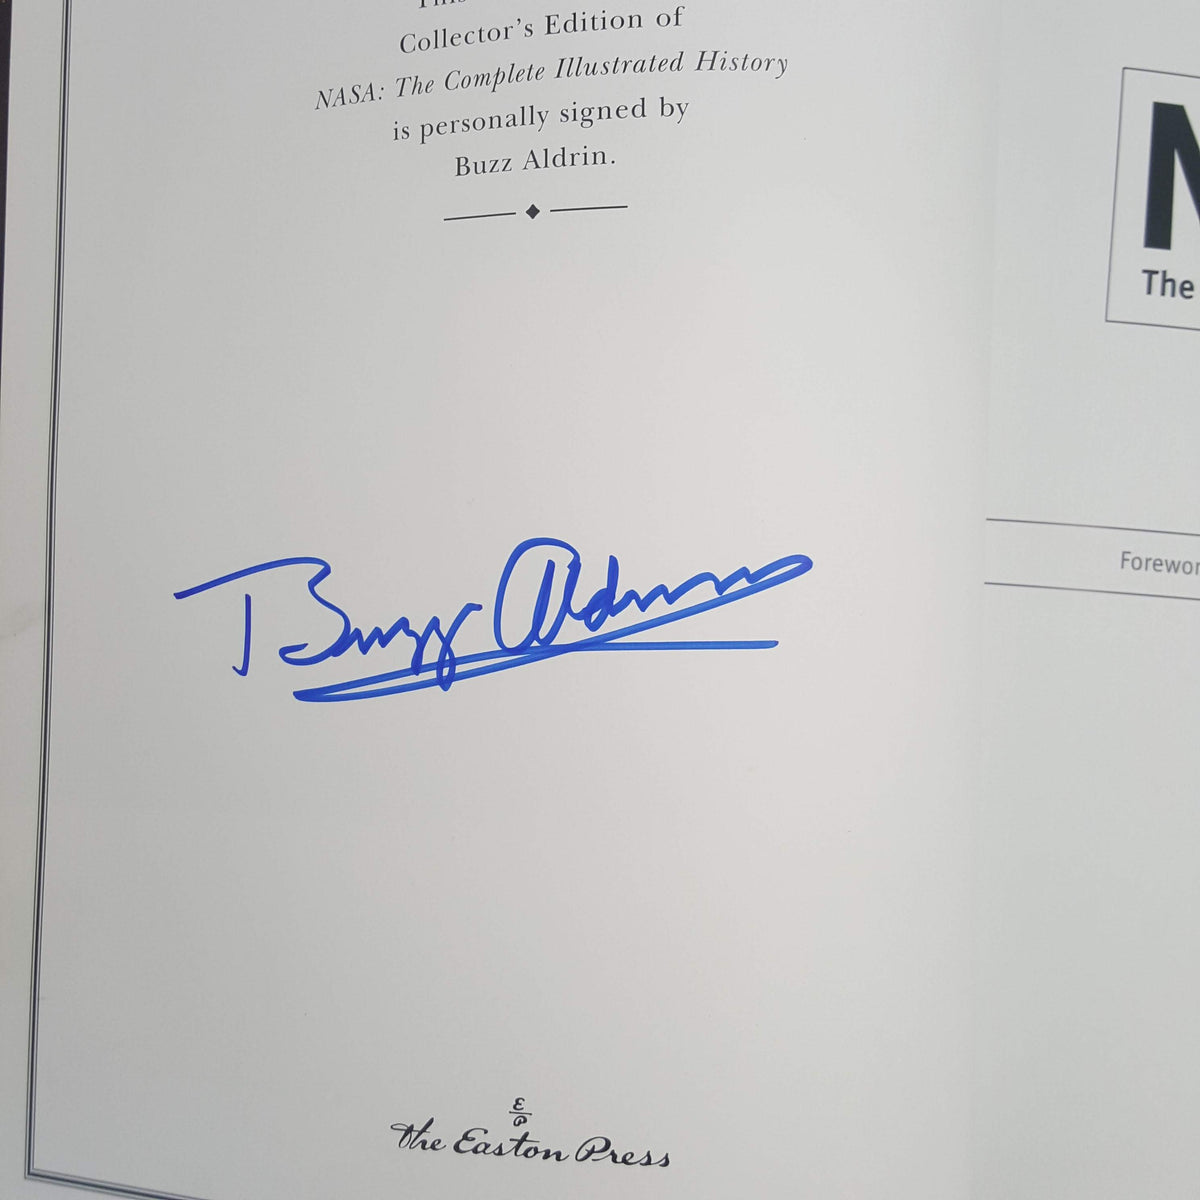 Collector's Edition of
NASA: The Complete Illustrated History
is personally signed by
Buzz Aldrin.
Buzz Aldrin
E
P
The Easton Press
N
The
Forewor